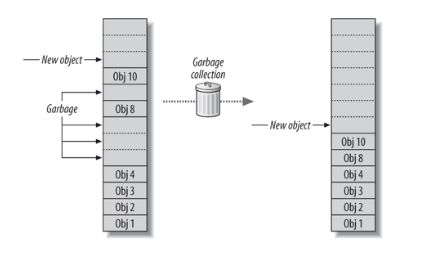 New object
Obj 10
Garbage
Obj 8
Obj 4
Obj 3
Obj 2
Obj 1
Garbage
collection
New object
Obj 10
Obj 8
Obj 4
Obj 3
Obj 2
Obj 1